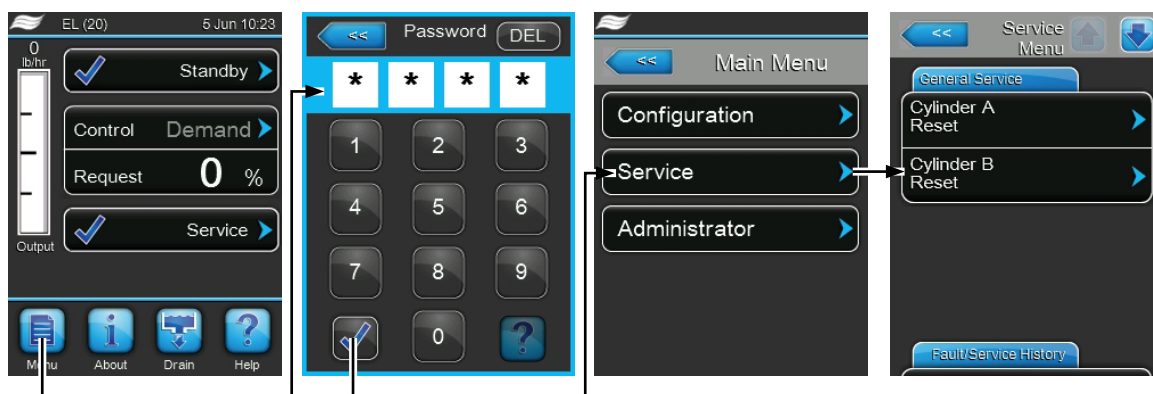 EL (20) 5 Jun 10:23
0
lb/hr
Standby
Control Demand
Request 0 %
Service
Output
Menu About Drain Help
<< Password DEL
* * * *
1 2 3
4 5 6
7 8 9
0 ?
<< Main Menu
Configuration
Service
Administrator
<< Service
Menu
General Service
Cylinder A
Reset
Cylinder B
Reset
Fault/Service History